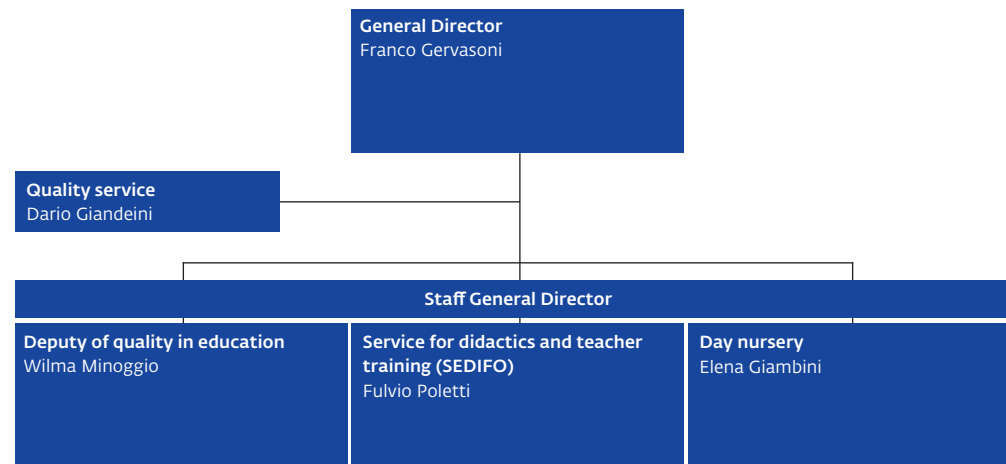 General Director
Franco Gervasoni
Quality service
Dario Giandeini
Staff General Director
Deputy of quality in education
Wilma Minoggio
Service for didactics and teacher
training (SEDIFO)
Fulvio Poletti
Day nursery
Elena Giambini